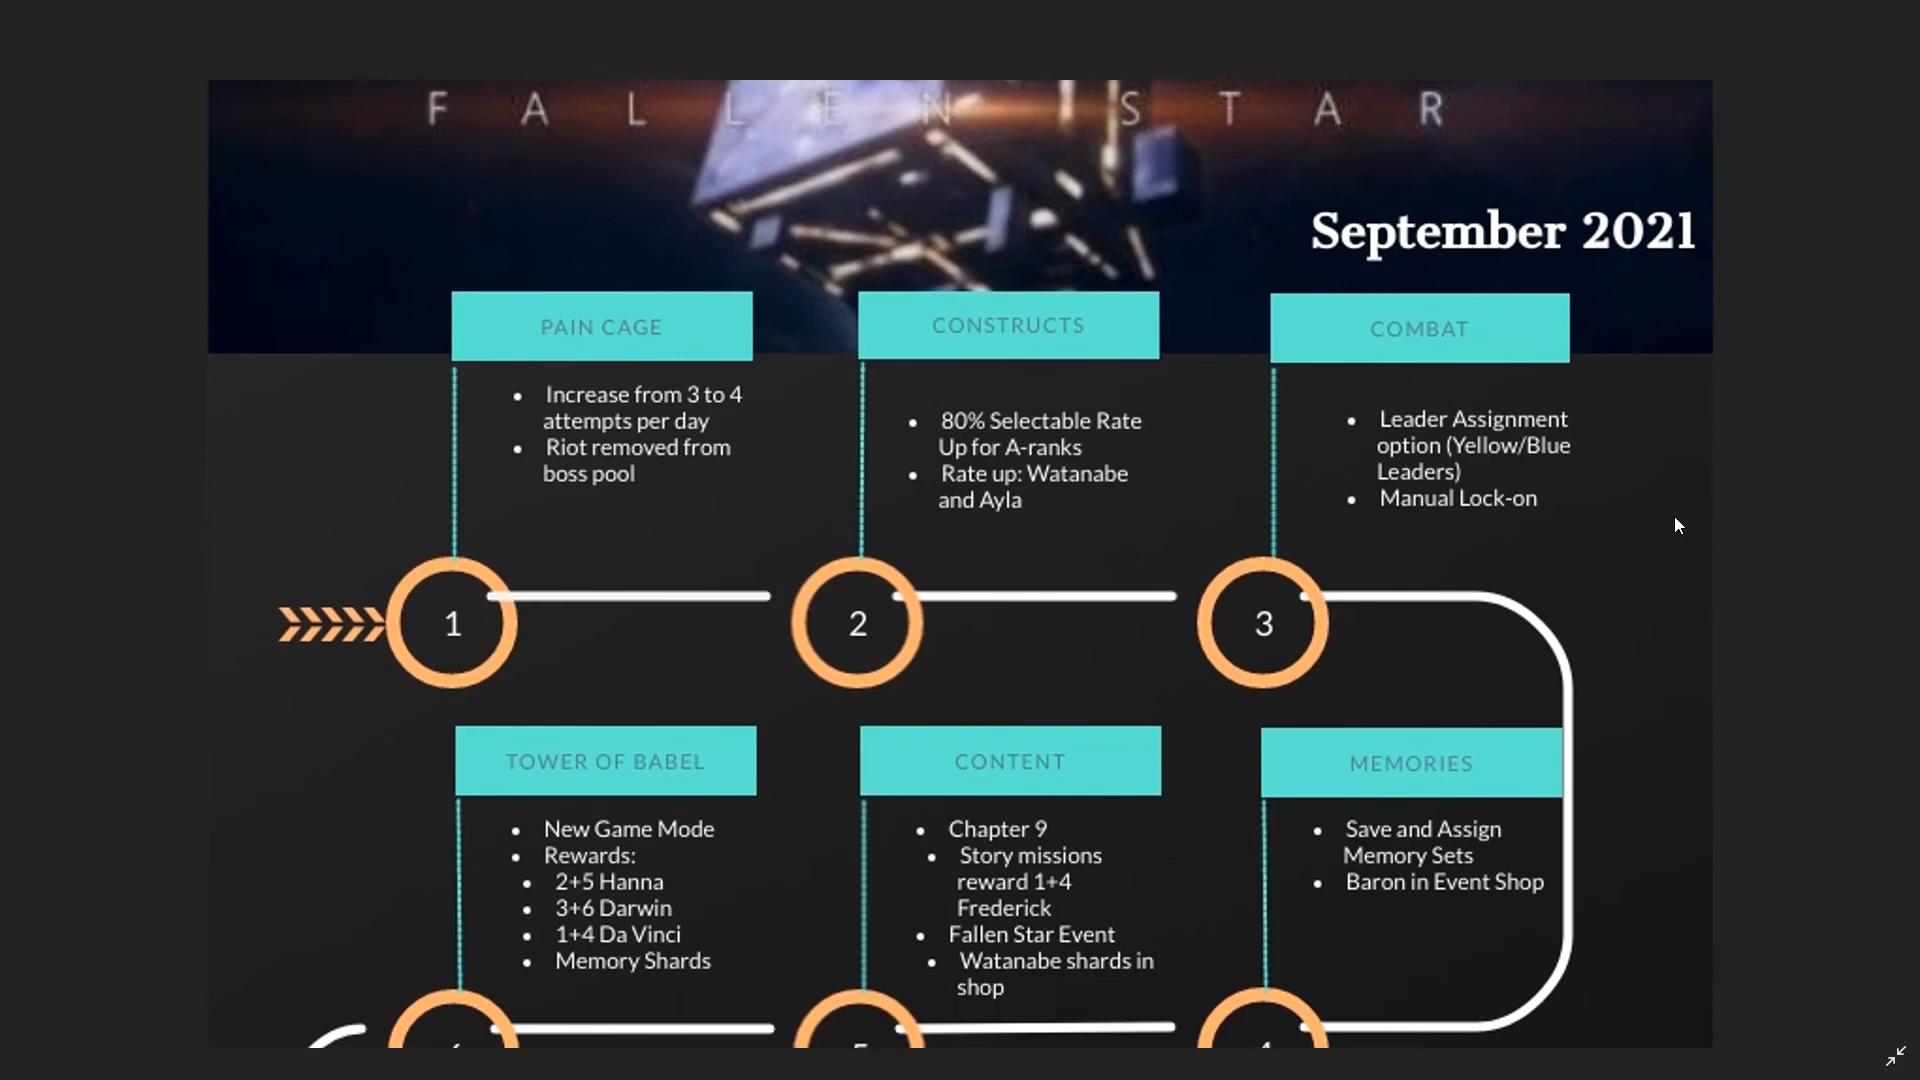 FALLEN STAR
September 2021
PAIN CAGE
• Increase from 3 to 4
attempts per day
• Riot removed from
boss pool
CONSTRUCTS
• 80% Selectable Rate
Up for A-ranks
• Rate up: Watanabe
and Ayla
COMBAT
• Leader Assignment
option (Yellow/Blue
Leaders)
• Manual Lock-on
1
2
3
TOWER OF BABEL
• New Game Mode
• Rewards:
• 2+5 Hanna
• 3+6 Darwin
• 1+4 Da Vinci
• Memory Shards
CONTENT
• Chapter 9
• Story missions
reward 1+4
Frederick
• Fallen Star Event
• Watanabe shards in
shop
MEMORIES
• Save and Assign
Memory Sets
• Baron in Event Shop